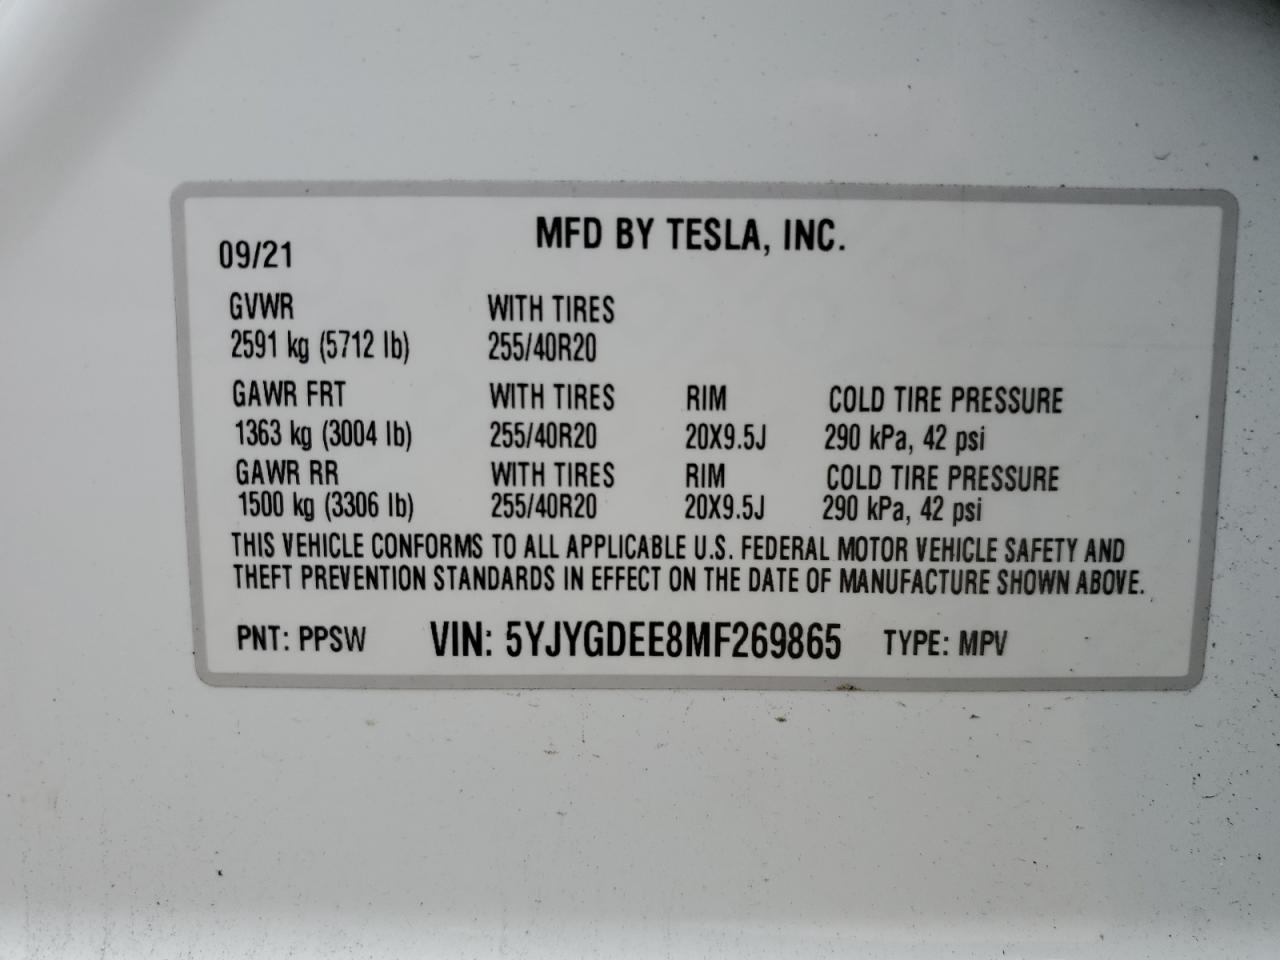 MFD BY TESLA, INC.
09/21
GVWR WITH TIRES
2591 kg (5712 lb) 255/40R20
GAWR FRT WITH TIRES RIM COLD TIRE PRESSURE
1363 kg (3004 lb) 255/40R20 20X9.5J 290 kPa, 42 psi
GAWR RR WITH TIRES RIM COLD TIRE PRESSURE
1500 kg (3306 lb) 255/40R20 20X9.5J 290 kPa, 42 psi
THIS VEHICLE CONFORMS TO ALL APPLICABLE U.S. FEDERAL MOTOR VEHICLE SAFETY AND
THEFT PREVENTION STANDARDS IN EFFECT ON THE DATE OF MANUFACTURE SHOWN ABOVE.
PNT: PPSW VIN: 5YJYGDEE8MF269865 TYPE: MPV